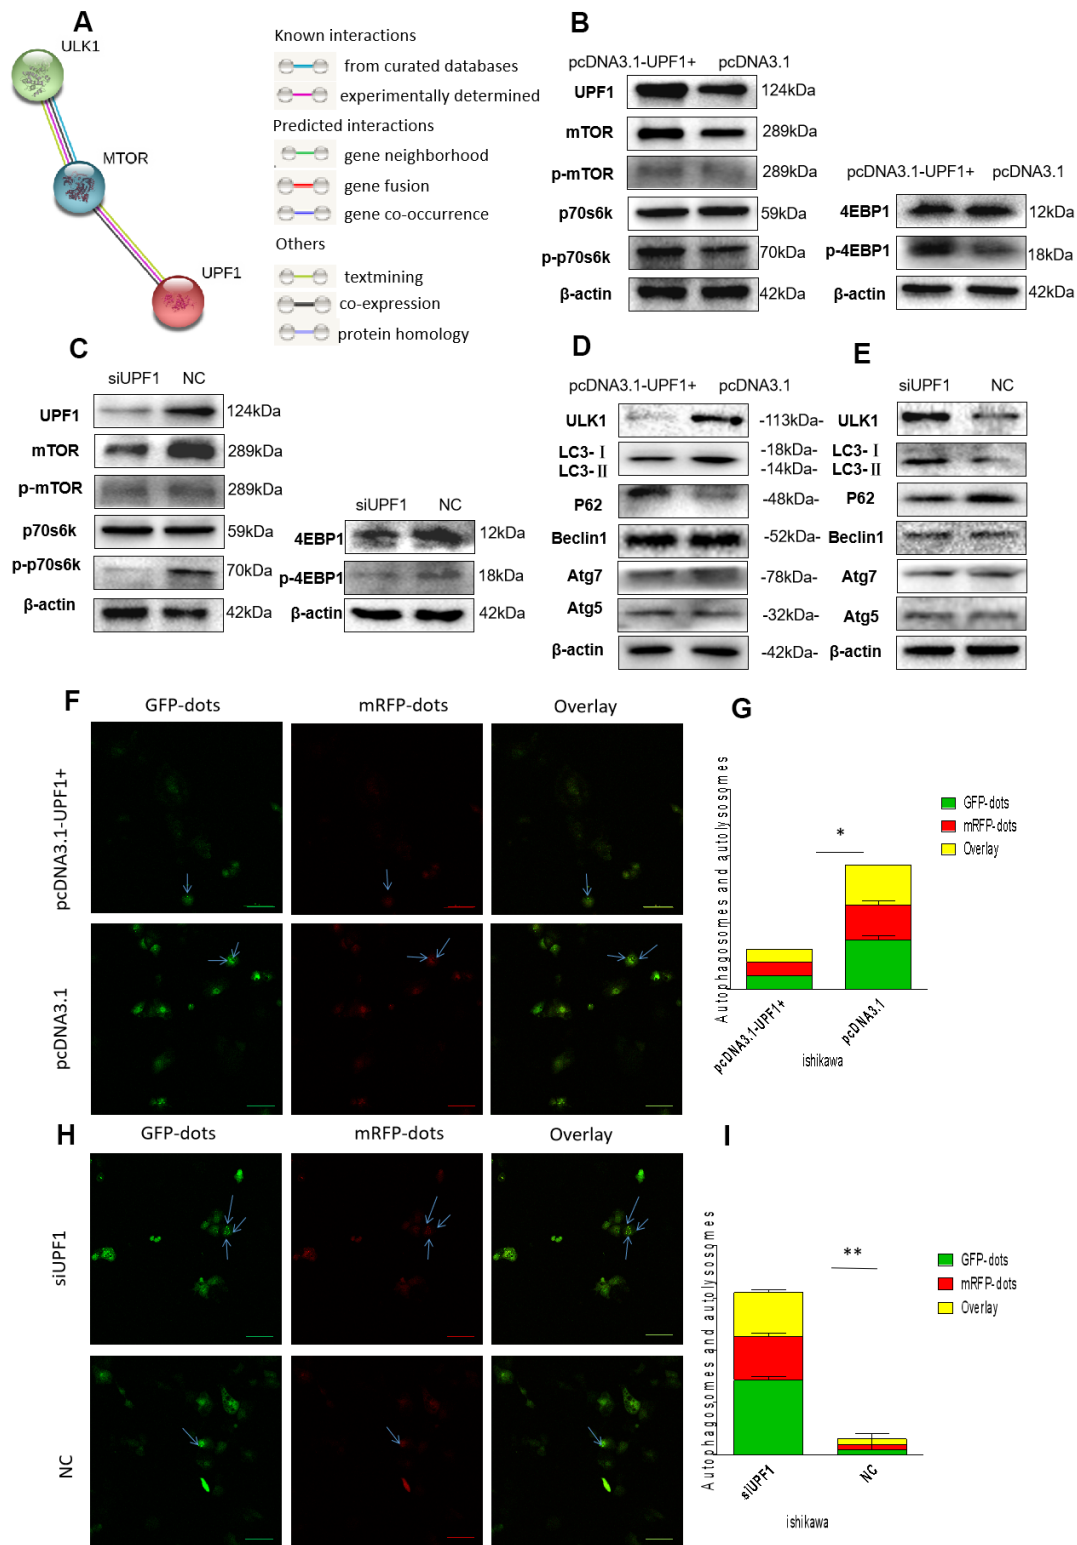 A
ULK1
MTOR
UPF1
Known interactions
from curated databases
experimentally determined
Predicted interactions
gene neighborhood
gene fusion
gene co-occurrence
Others
textmining
co-expression
protein homology
B
pcDNA3.1-UPF1+ pcDNA3.1
UPF1 124kDa
mTOR 289kDa
p-mTOR 289kDa
p70s6k 59kDa
p-p70s6k 70kDa
β-actin 42kDa
pcDNA3.1-UPF1+ pcDNA3.1
4EBP1 12kDa
p-4EBP1 18kDa
β-actin 42kDa
C
siUPF1 NC
UPF1 124kDa
mTOR 289kDa
p-mTOR 289kDa
p70s6k 59kDa
p-p70s6k 70kDa
β-actin 42kDa
siUPF1 NC
4EBP1 12kDa
p-4EBP1 18kDa
β-actin 42kDa
D
pcDNA3.1-UPF1+ pcDNA3.1
ULK1 -113kDa-
LC3-Ⅰ -18kDa-
LC3-Ⅱ -14kDa-
P62 -48kDa-
Beclin1 -52kDa-
Atg7 -78kDa-
Atg5 -32kDa-
β-actin -42kDa-
E
siUPF1 NC
ULK1
LC3-Ⅰ
LC3-Ⅱ
P62
Beclin1
Atg7
Atg5
β-actin
F
GFP-dots mRFP-dots Overlay
pcDNA3.1-UPF1+
pcDNA3.1
G
Autophagosomes and autolysosomes
*
GFP-dots
mRFP-dots
Overlay
pcDNA3.1-UPF1+
pcDNA3.1
ishikawa
H
GFP-dots mRFP-dots Overlay
siUPF1
NC
I
Autophagosomes and autolysosomes
**
GFP-dots
mRFP-dots
Overlay
siUPF1
NC
ishikawa